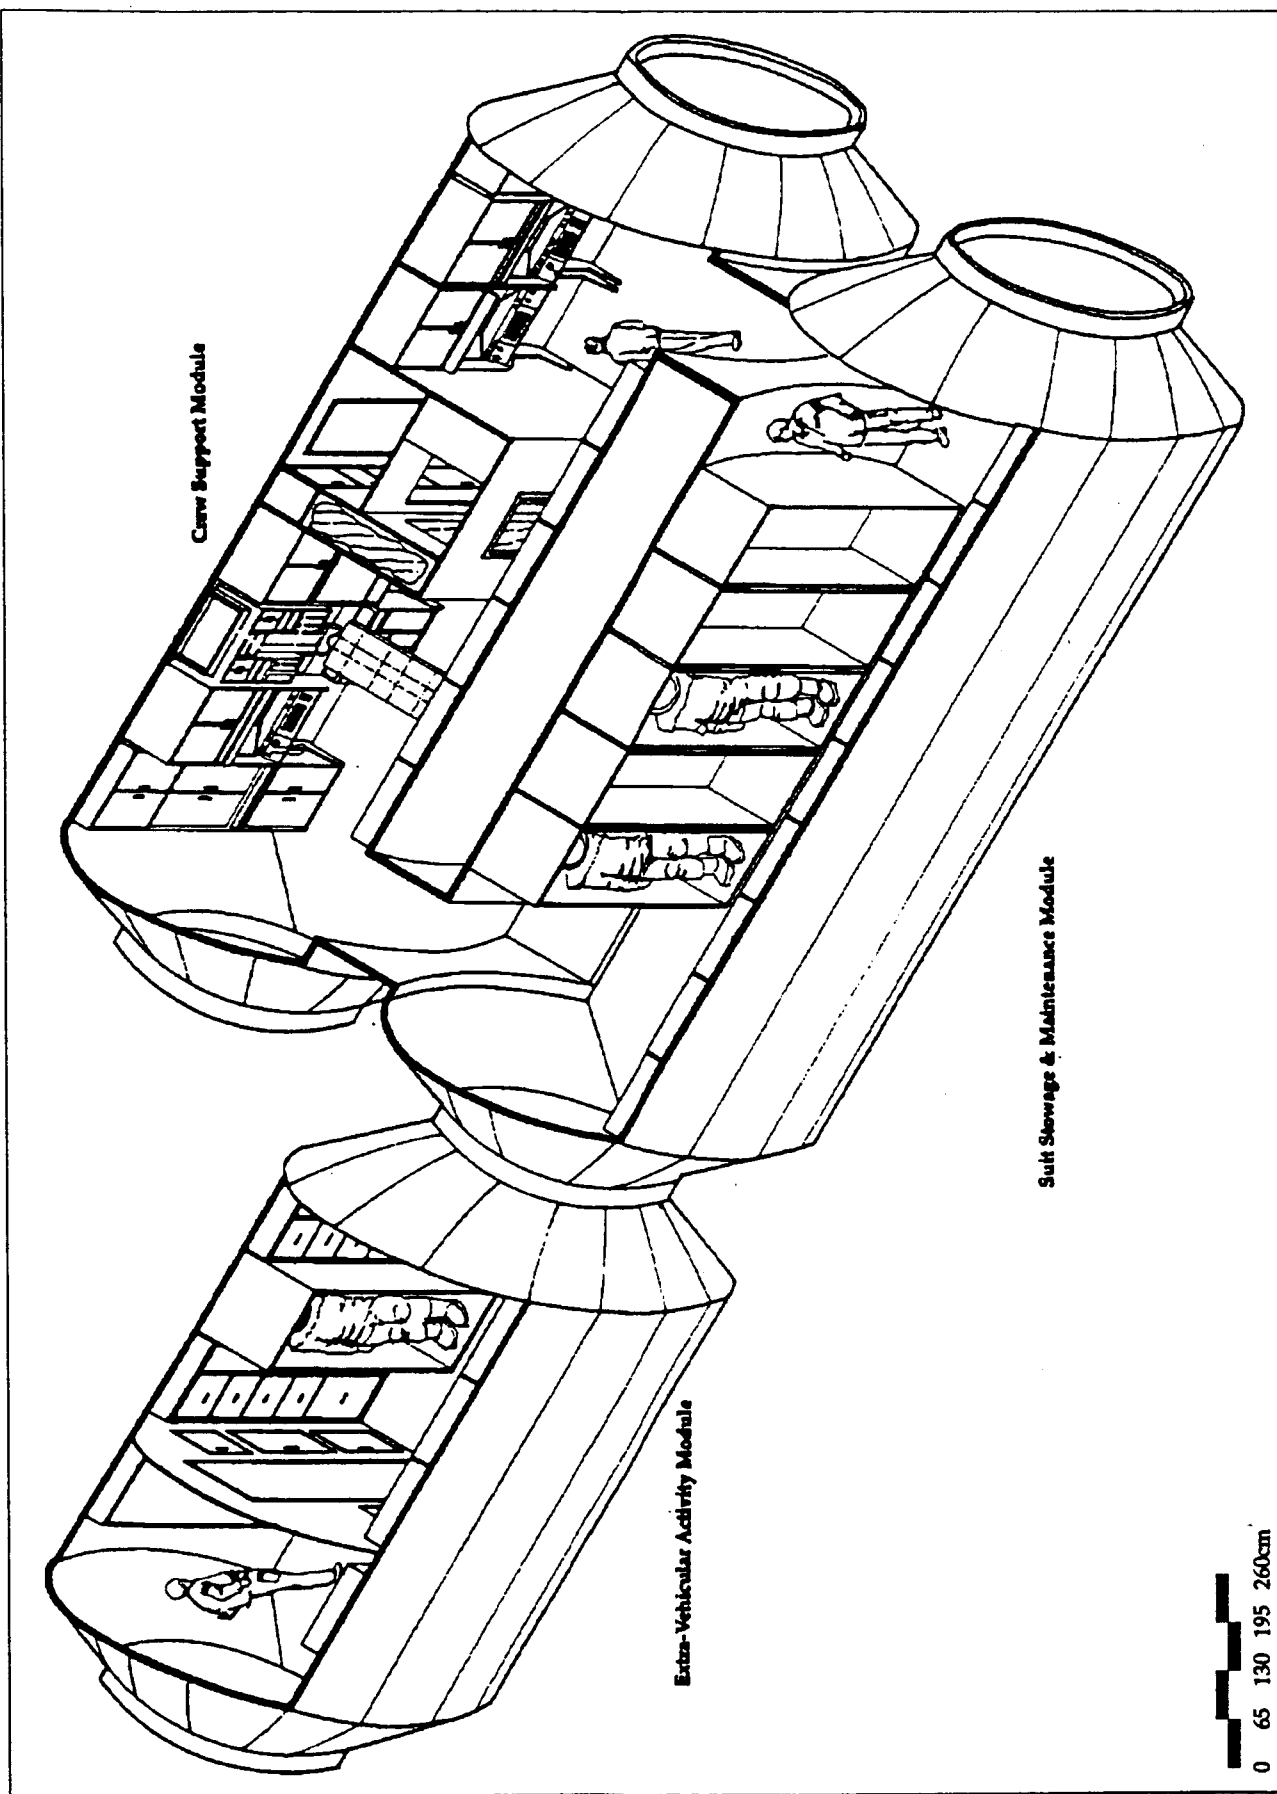 Crew Support Module
Suit Stowage & Maintenance Module
Extra-Vehicular Activity Module
0 65 130 195 260cm